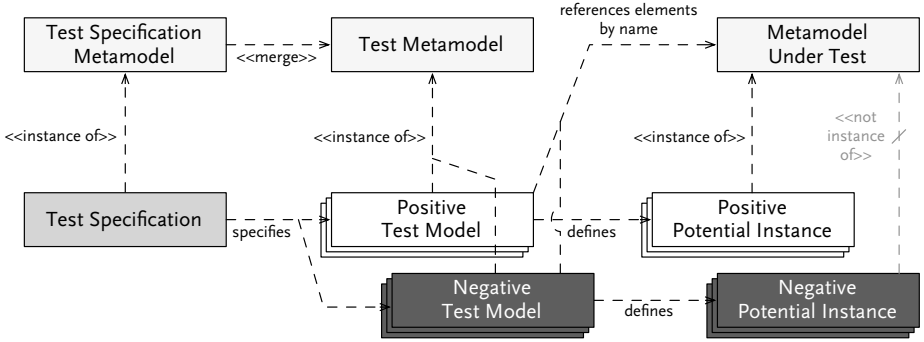 references elements
by name
Test Specification
Metamodel
<<merge>>
Test Metamodel
Metamodel
Under Test
<<instance of>>
<<instance of>>
<<instance of>>
<<not
instance
of>>
Test Specification
specifies
Positive
Test Model
defines
Positive
Potential Instance
Negative
Test Model
defines
Negative
Potential Instance